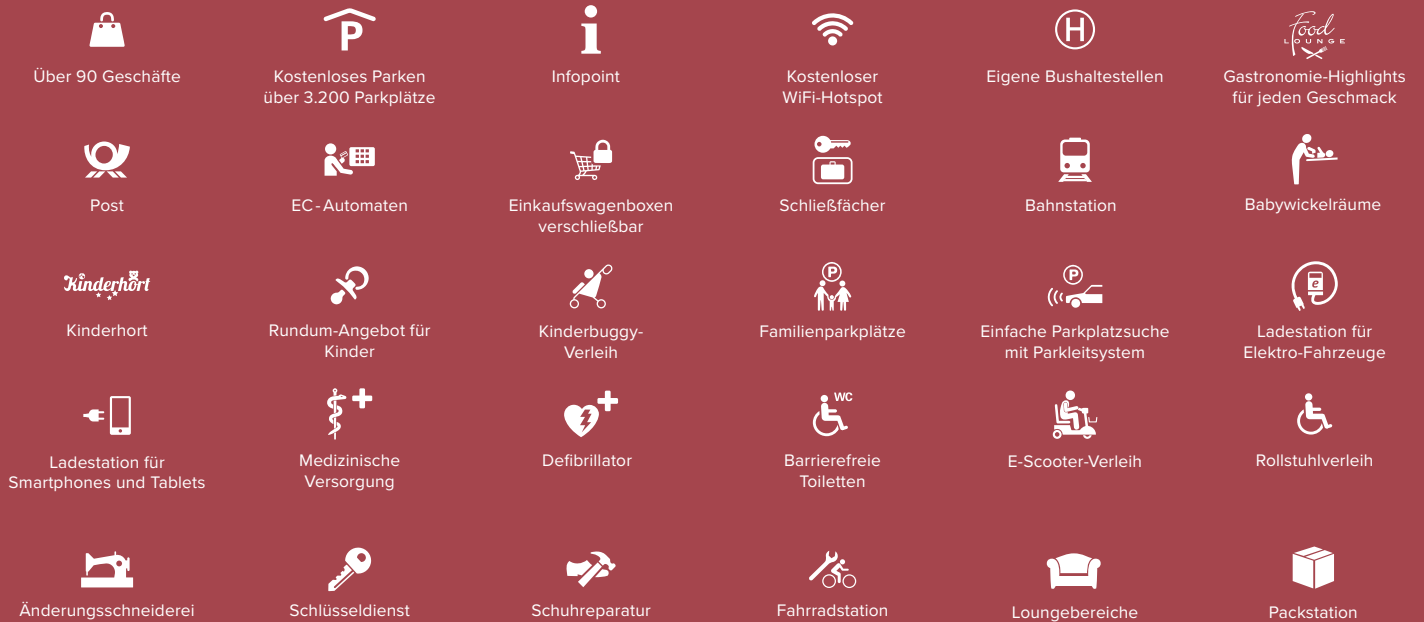 P
i
H
Food
LOUNGE
Über 90 Geschäfte
Kostenloses Parken
über 3.200 Parkplätze
Infopoint
Kostenloser
WiFi-Hotspot
Eigene Bushaltestellen
Gastronomie-Highlights
für jeden Geschmack
Post
EC-Automaten
Einkaufswagenboxen
verschließbar
Schließfächer
Bahnstation
Babywickelräume
Kinderhort
P
P
e
Kinderhort
Rundum-Angebot für
Kinder
Kinderbuggy-
Verleih
Familienparkplätze
Einfache Parkplatzsuche
mit Parkleitsystem
Ladestation für
Elektro-Fahrzeuge
WC
Ladestation für
Smartphones und Tablets
Medizinische
Versorgung
Defibrillator
Barrierefreie
Toiletten
E-Scooter-Verleih
Rollstuhlverleih
Änderungsschneiderei
Schlüsseldienst
Schuhreparatur
Fahrradstation
Loungebereiche
Packstation